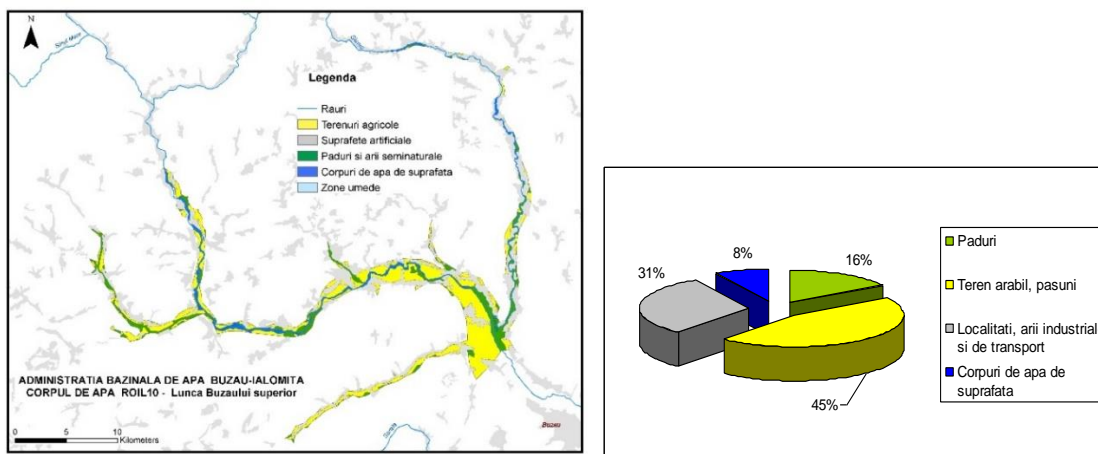 N
Legenda
Rauri
Terenuri agricole
Suprafete artificiale
Paduri si arii seminaturale
Corpuri de apa de suprafata
Zone umede
ADMINISTRATIA BAZINALA DE APA BUZAU-IALOMITA
CORPUL DE APA ROIL10 - Lunca Buzaului superior
0 5 10
Kilometers
Buzau
8%
16%
31%
45%
Paduri
Teren arabil, pasuni
Localitati, arii industrial
si de transport
Corpuri de apa de
suprafata